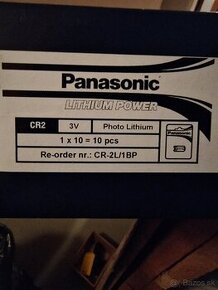 Panasonic
LITHIUM POWER
CR2 3V Photo Lithium
1 x 10 = 10 pcs
Re-order nr.: CR-2L/1BP
Bazos.sk